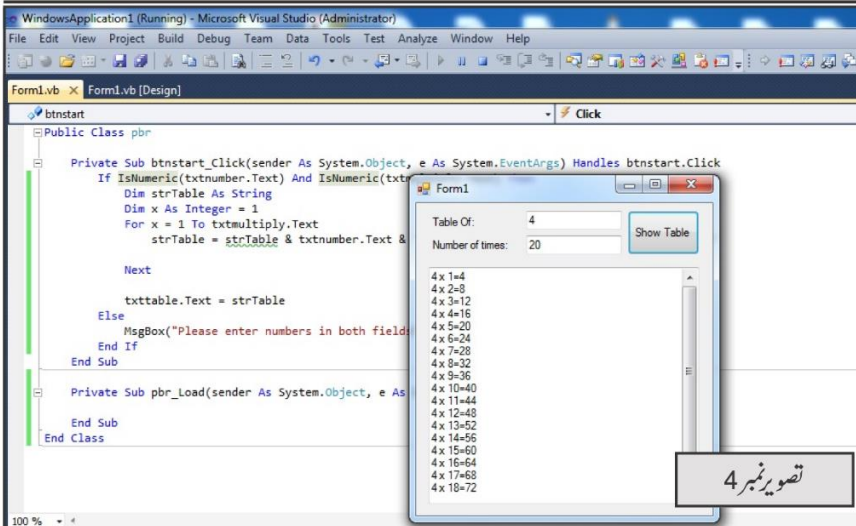 WindowsApplication1 (Running) - Microsoft Visual Studio (Administrator)
File Edit View Project Build Debug Team Data Tools Test Analyze Window Help
Form1.vb Form1.vb [Design]
btnstart Click
Public Class pbr
Private Sub btnstart_Click(sender As System.Object, e As System.EventArgs) Handles btnstart.Click
If IsNumeric(txtnumber.Text) And IsNumeric(
Dim strTable As String
Dim x As Integer = 1
For x = 1 To txtmultiply.Text
strTable = strTable & txtnumber.Text &
Next
txttable.Text = strTable
Else
MsgBox("Please enter numbers in both field
End If
End Sub
Private Sub pbr_Load(sender As System.Object, e As
End Sub
End Class
100 %
Form1
Table Of: 4
Number of times: 20
Show Table
4 x 1=4
4 x 2=8
4 x 3=12
4 x 4=16
4 x 5=20
4 x 6=24
4 x 7=28
4 x 8=32
4 x 9=36
4 x 10=40
4 x 11=44
4 x 12=48
4 x 13=52
4 x 14=56
4 x 15=60
4 x 16=64
4 x 17=68
4 x 18=72
تصویر نمبر 4